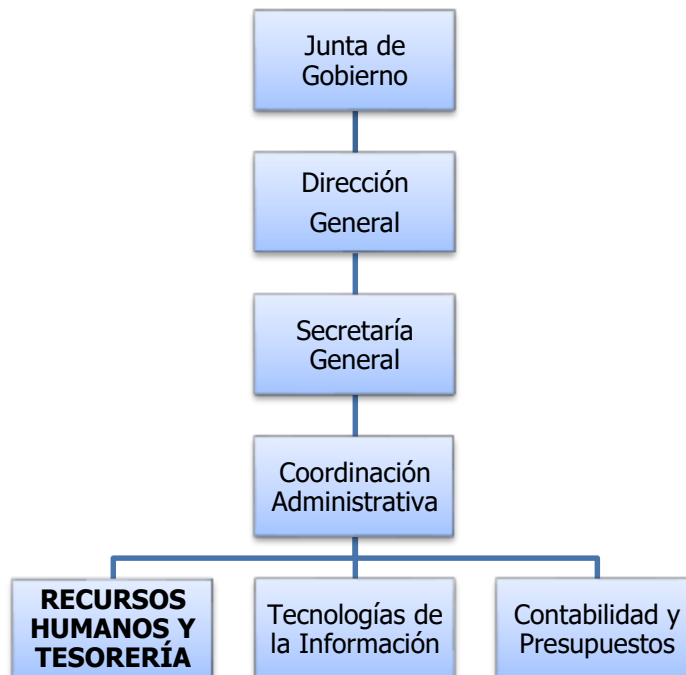 Junta de
Gobierno
Dirección
General
Secretaría
General
Coordinación
Administrativa
RECURSOS
HUMANOS Y
TESORERÍA
Tecnologías de
la Información
Contabilidad y
Presupuestos